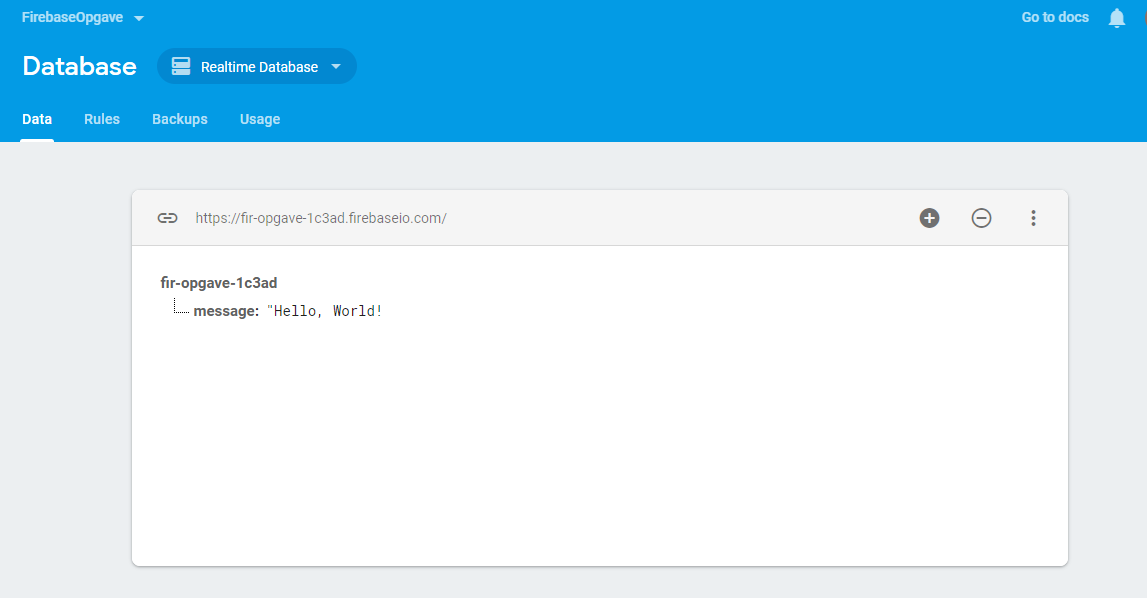 FirebaseOpgave
Go to docs
Database
Realtime Database
Data Rules Backups Usage
https://fir-opgave-1c3ad.firebaseio.com/
fir-opgave-1c3ad
message: "Hello, World!